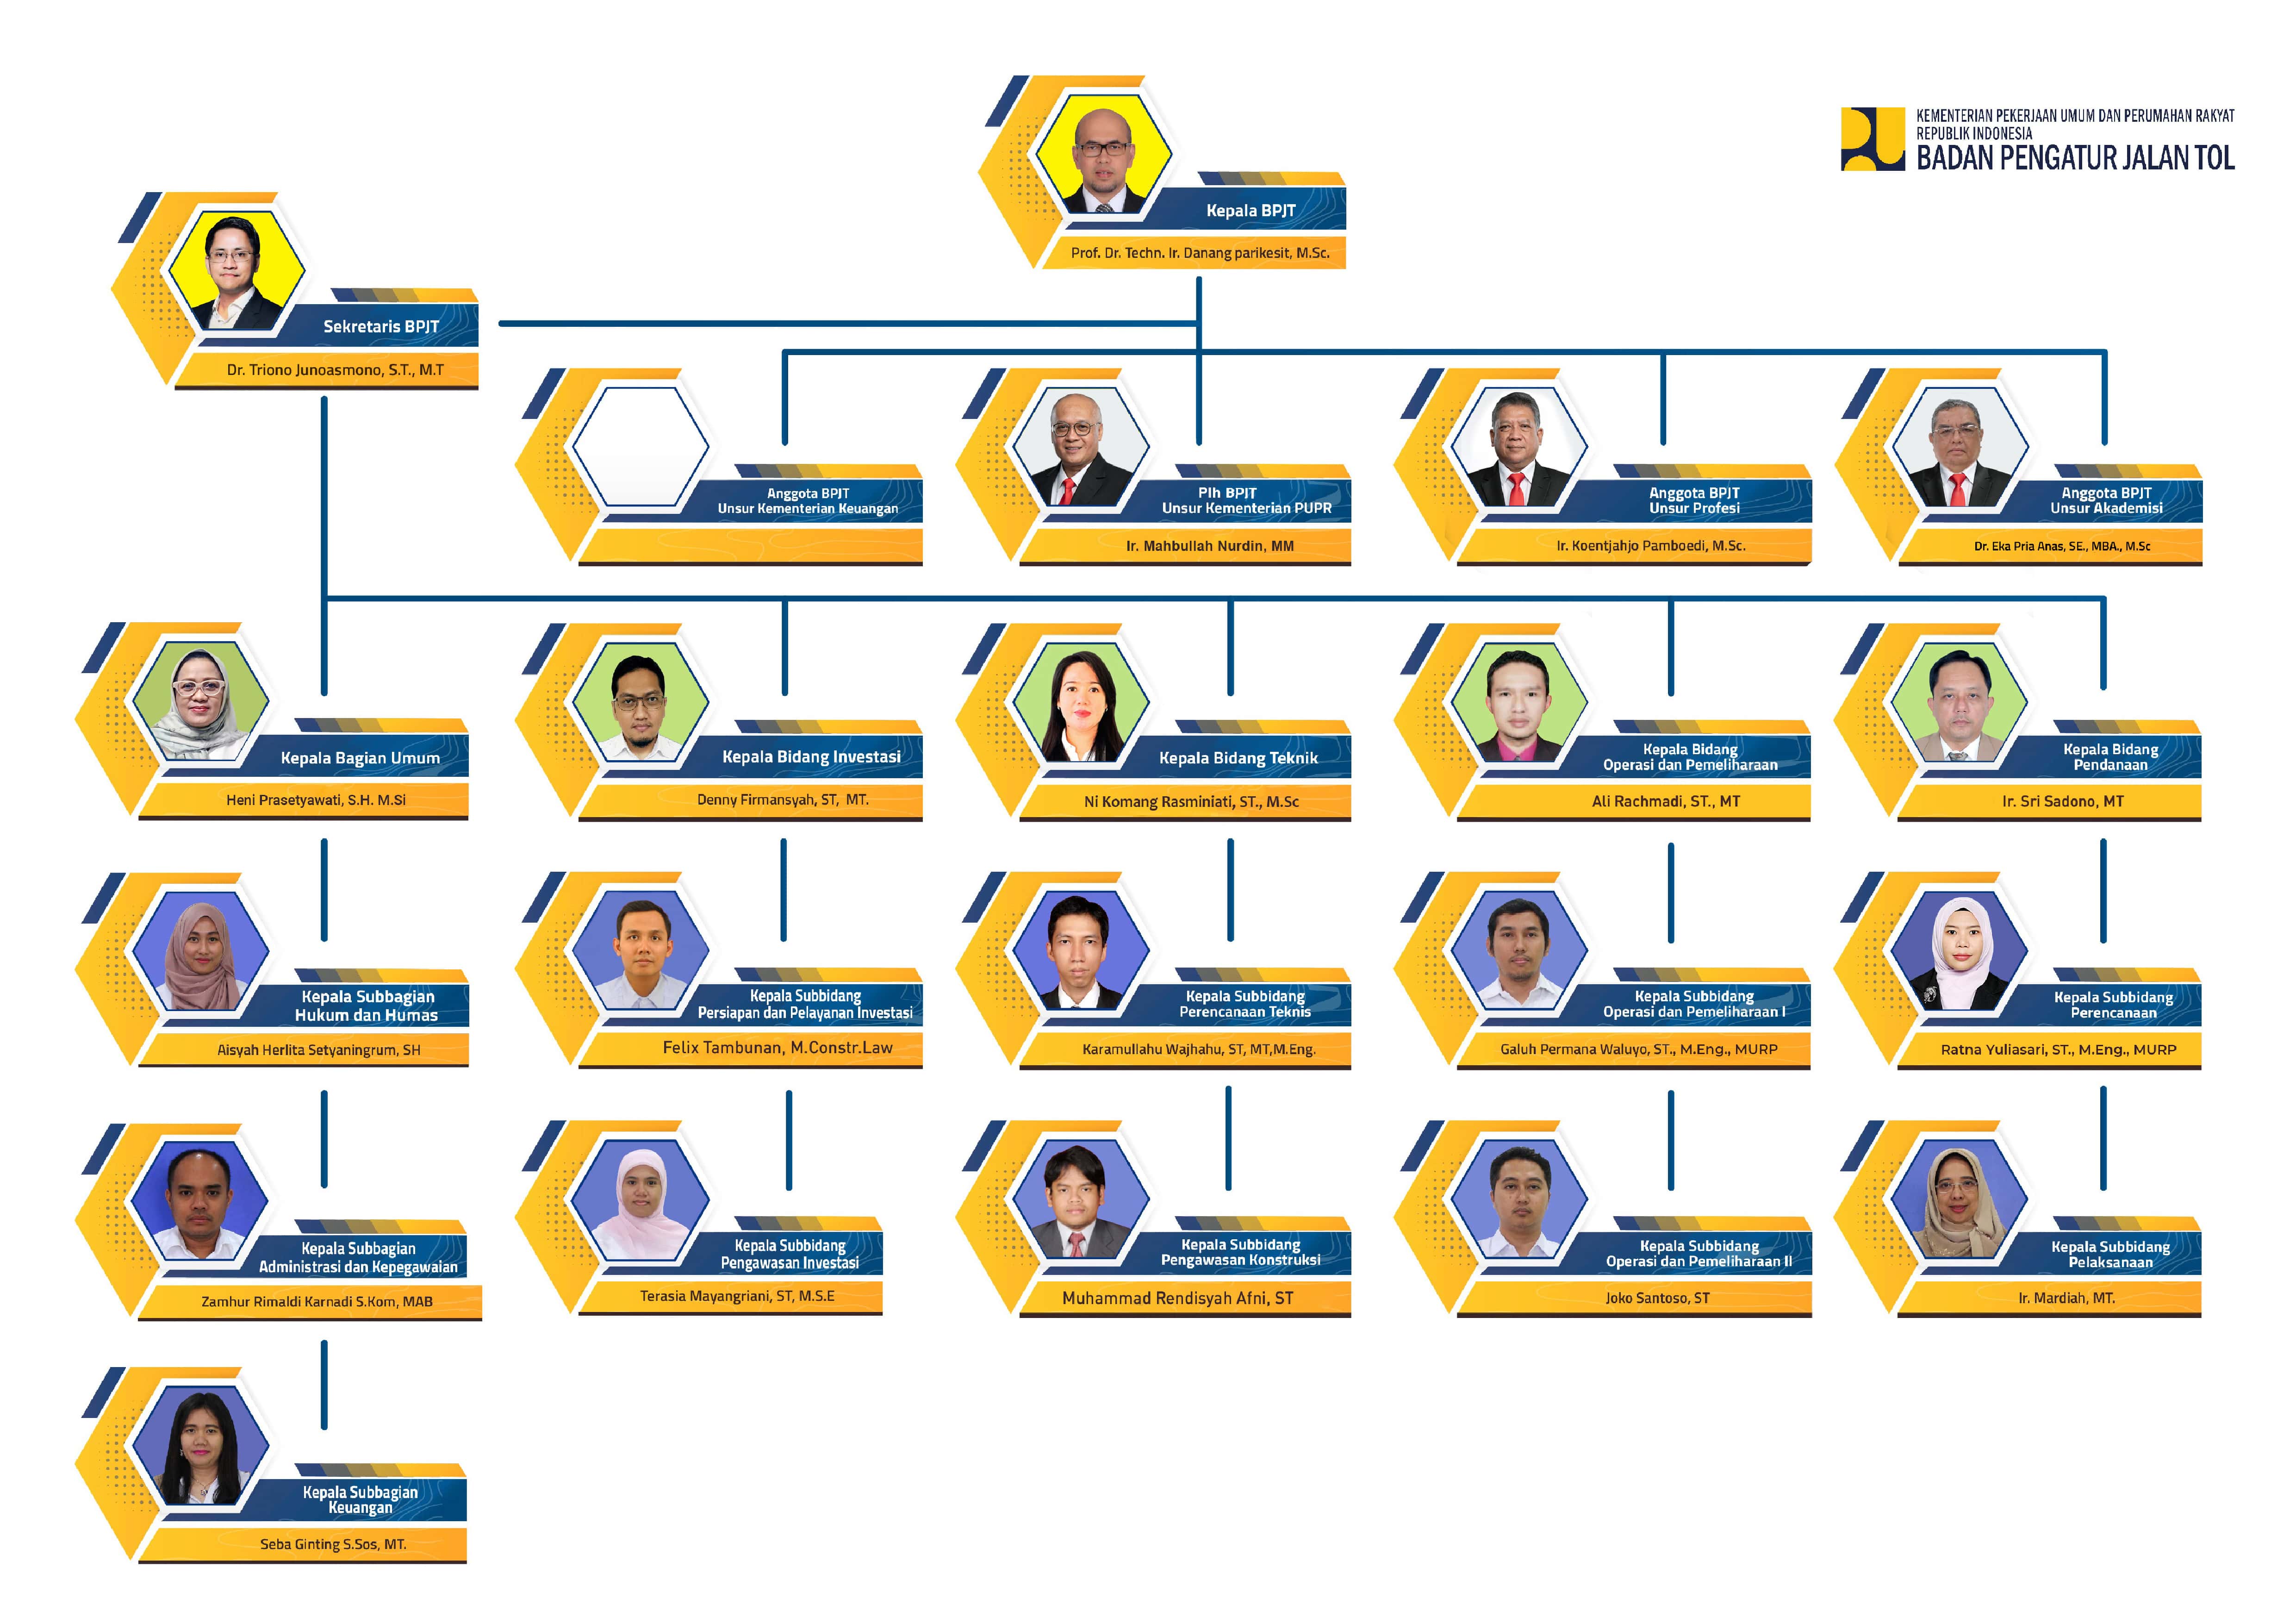 KEMENTERIAN PEKERJAAN UMUM DAN PERUMAHAN RAKYAT
REPUBLIK INDONESIA
BADAN PENGATUR JALAN TOL
Kepala BPJT
Prof. Dr. Techn. Ir. Danang parikesit, M.Sc.
Sekretaris BPJT
Dr. Triono Junoasmono, S.T., M.T
Anggota BPJT
Unsur Kementerian Keuangan
Plh BPJT
Unsur Kementerian PUPR
Ir. Mahbullah Nurdin, MM
Anggota BPJT
Unsur Profesi
Ir. Koentjahjo Pamboedi, M.Sc.
Anggota BPJT
Unsur Akademisi
Dr. Eka Pria Anas, SE., MBA., M.Sc
Kepala Bagian Umum
Heni Prasetyawati, S.H. M.Si
Kepala Bidang Investasi
Denny Firmansyah, ST, MT.
Kepala Bidang Teknik
Ni Komang Rasminiati, ST., M.Sc
Kepala Bidang
Operasi dan Pemeliharaan
Ali Rachmadi, ST., MT
Kepala Bidang
Pendanaan
Ir. Sri Sadono, MT
Kepala Subbagian
Hukum dan Humas
Aisyah Herlita Setyaningrum, SH
Kepala Subbidang
Persiapan dan Pelayanan Investasi
Felix Tambunan, M.Constr.Law
Kepala Subbidang
Perencanaan Teknis
Karamullahu Wajhahu, ST, MT,M.Eng.
Kepala Subbidang
Operasi dan Pemeliharaan I
Galuh Permana Waluyo, ST., M.Eng., MURP
Kepala Subbidang
Perencanaan
Ratna Yuliasari, ST., M.Eng., MURP
Kepala Subbagian
Administrasi dan Kepegawaian
Zamhur Rimaldi Karnadi S.Kom, MAB
Kepala Subbidang
Pengawasan Investasi
Terasia Mayangriani, ST, M.S.E
Kepala Subbidang
Pengawasan Konstruksi
Muhammad Rendisyah Afni, ST
Kepala Subbidang
Operasi dan Pemeliharaan II
Joko Santoso, ST
Kepala Subbidang
Pelaksanaan
Ir. Mardiah, MT.
Kepala Subbagian
Keuangan
Seba Ginting S.Sos, MT.